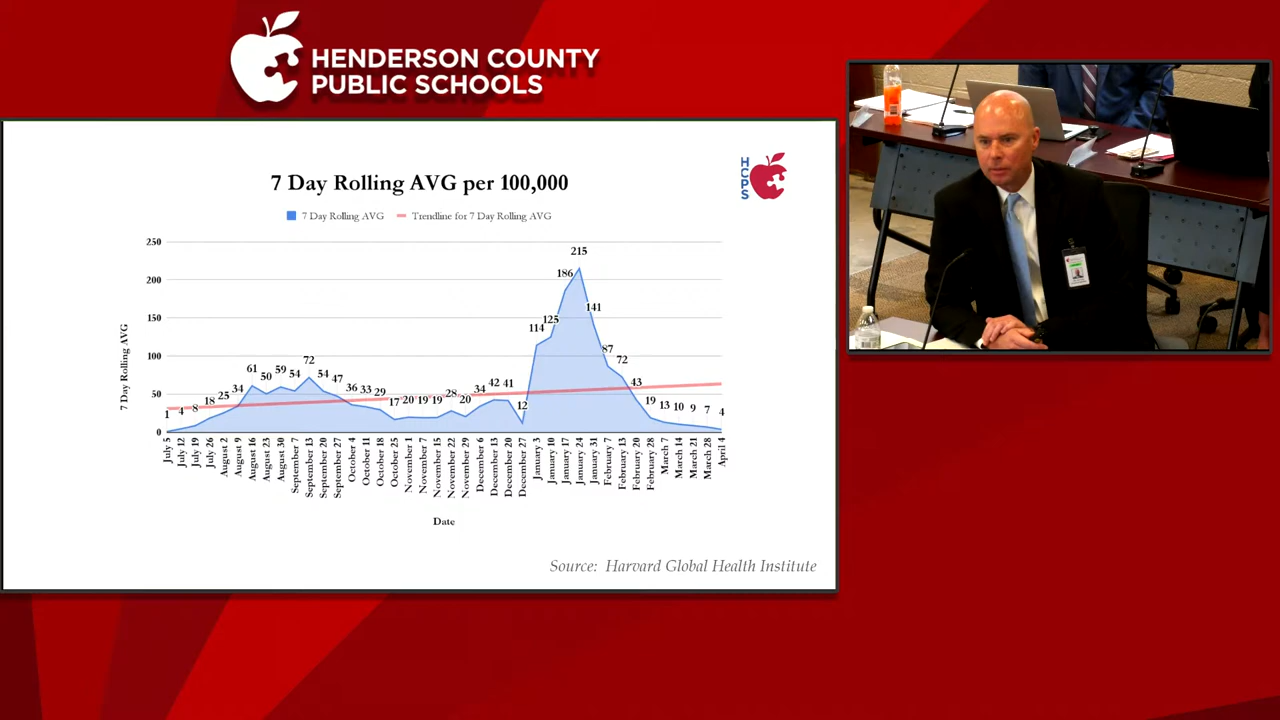 HENDERSON COUNTY
PUBLIC SCHOOLS
HCPS
7 Day Rolling AVG per 100,000
7 Day Rolling AVG
Trendline for 7 Day Rolling AVG
7 Day Rolling AVG
250
200
150
100
50
0
1
4
8
18
25
34
61
50
59
54
72
54
47
36
33
29
17
20
19
19
28
20
34
42
41
12
114
125
186
215
141
87
72
43
19
13
10
9
7
4
July 5
July 12
July 19
July 26
August 2
August 9
August 16
August 23
August 30
September 7
September 13
September 20
September 27
October 4
October 11
October 18
October 25
November 1
November 7
November 15
November 22
November 29
December 6
December 13
December 20
December 27
January 3
January 10
January 17
January 24
January 31
February 7
February 13
February 20
February 28
March 7
March 14
March 21
March 28
April 4
Date
Source: Harvard Global Health Institute